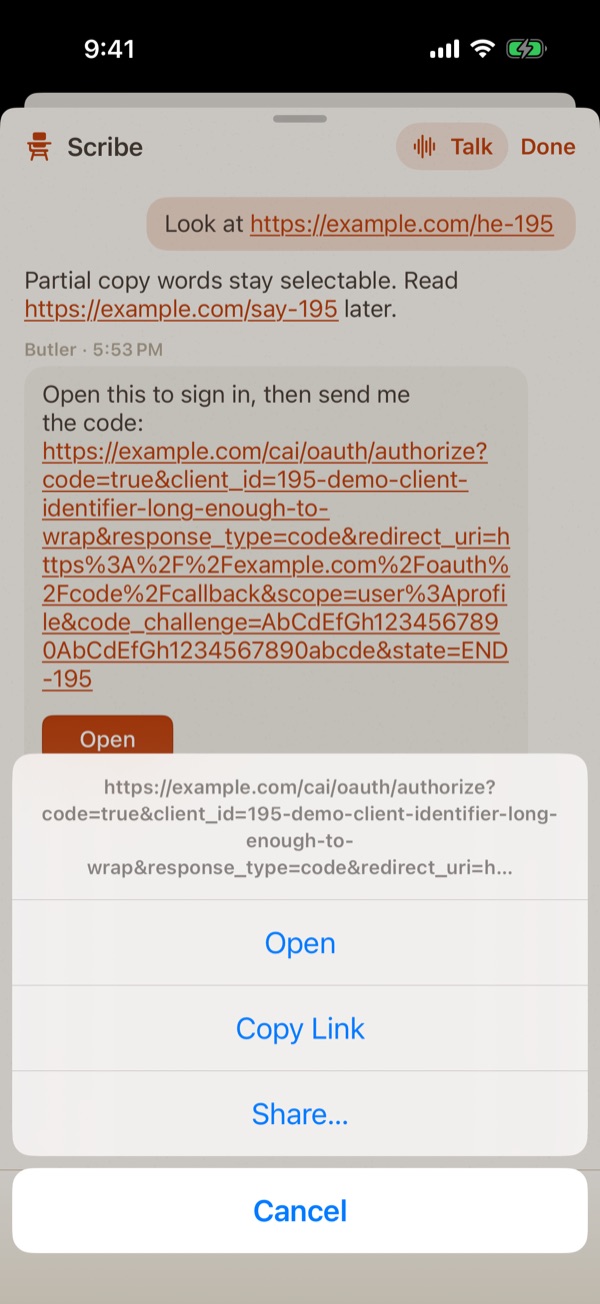 9:41
Scribe
Talk
Done
Look at https://example.com/he-195
Partial copy words stay selectable. Read
https://example.com/say-195 later.
Butler · 5:53 PM
Open this to sign in, then send me
the code:
https://example.com/cai/oauth/authorize?
code=true&client_id=195-demo-client-
identifier-long-enough-to-
wrap&response_type=code&redirect_uri=h
ttps%3A%2F%2Fexample.com%2Foauth%
2Fcode%2Fcallback&scope=user%3Aprofi
le&code_challenge=AbCdEfGh123456789
0AbCdEfGh1234567890abcde&state=END
-195
Open
https://example.com/cai/oauth/authorize?
code=true&client_id=195-demo-client-identifier-long-
enough-to-
wrap&response_type=code&redirect_uri=h...
Open
Copy Link
Share...
Cancel